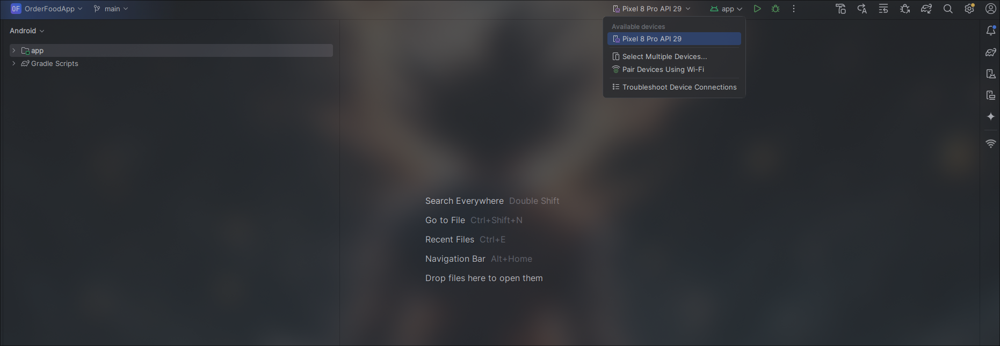 OF OrderFoodApp main Pixel 8 Pro API 29 app
Android
app
Gradle Scripts
Available devices
Pixel 8 Pro API 29
Select Multiple Devices...
Pair Devices Using Wi-Fi
Troubleshoot Device Connections
Search Everywhere Double Shift
Go to File Ctrl+Shift+N
Recent Files Ctrl+E
Navigation Bar Alt+Home
Drop files here to open them